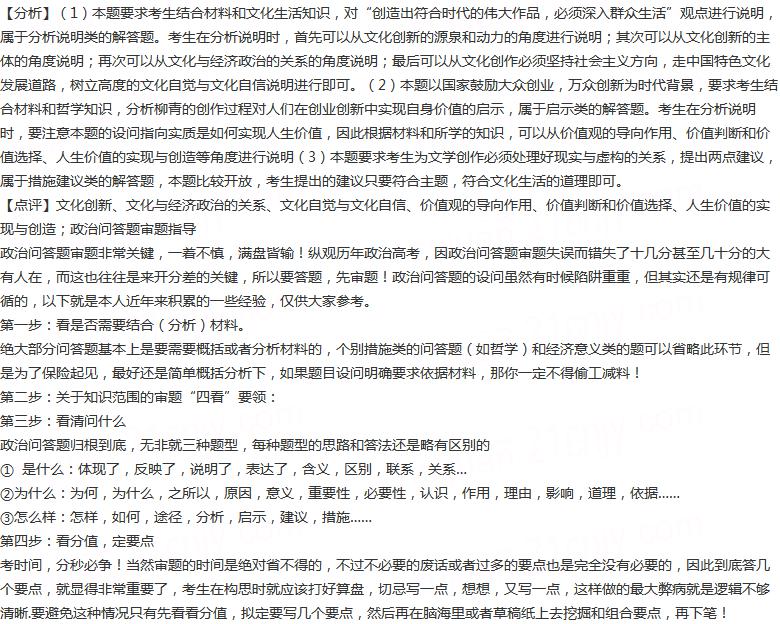 【分析】（1）本题要求考生结合材料和文化生活知识，对“创造出符合时代的伟大作品，必须深入群众生活”观点进行说明，
属于分析说明类的解答题。考生在分析说明时，首先可以从文化创新的源泉和动力的角度进行说明；其次可以从文化创新的主
体的角度说明；再次可以从文化与经济政治的关系的角度说明；最后可以从文化创作必须坚持社会主义方向，走中国特色文化
发展道路，树立高度的文化自觉与文化自信说明进行即可。（2）本题以国家鼓励大众创业，万众创新为时代背景，要求考生结
合材料和哲学知识，分析柳青的创作过程对人们在创业创新中实现自身价值的启示，属于启示类的解答题。考生在分析说明
时，要注意本题的设问指向实质是如何实现人生价值，因此根据材料和所学的知识，可以从价值观的导向作用、价值判断和价
值选择、人生价值的实现与创造等角度进行说明（3）本题要求考生为文学创作必须处理好现实与虚构的关系，提出两点建议，
属于措施建议类的解答题，本题比较开放，考生提出的建议只要符合主题，符合文化生活的道理即可。
【点评】文化创新、文化与经济政治的关系、文化自觉与文化自信、价值观的导向作用、价值判断和价值选择、人生价值的实
现与创造；政治问答题审题指导
政治问答题审题非常关键，一着不慎，满盘皆输！纵观历年政治高考，因政治问答题审题失误而错失了十几分甚至几十分的大
有人在，而这也往往是来开分差的关键，所以要答题，先审题！政治问答题的设问虽然有时候陷阱重重，但其实还是有规律可
循的，以下就是本人近年来积累的一些经验，仅供大家参考。
第一步：看是否需要结合（分析）材料。
绝大部分问答题基本上是要需要概括或者分析材料的，个别措施类的问答题（如哲学）和经济意义类的题可以省略此环节，但
是为了保险起见，最好还是简单概括分析下，如果题目设问明确要求依据材料，那你一定不得偷工减料！
第二步：关于知识范围的审题“四看”要领：
第三步：看清问什么
政治问答题归根到底，无非就三种题型，每种题型的思路和答法还是略有区别的
① 是什么：体现了，反映了，说明了，表达了，含义，区别，联系，关系…
②为什么：为何，为什么，之所以，原因，意义，重要性，必要性，认识，作用，理由，影响，道理，依据……
③怎么样：怎样，如何，途径，分析，启示，建议，措施……
第四步：看分值，定要点
考时间，分秒必争！当然审题的时间是绝对省不得的，不过不必要的废话或者过多的要点也是完全没有必要的，因此到底答几
个要点，就显得非常重要了，考生在构思时就应该打好算盘，切忌写一点，想想，又写一点，这样做的最大弊病就是逻辑不够
清晰.要避免这种情况只有先看看分值，拟定要写几个要点，然后再在脑海里或者草稿纸上去挖掘和组合要点，再下笔！